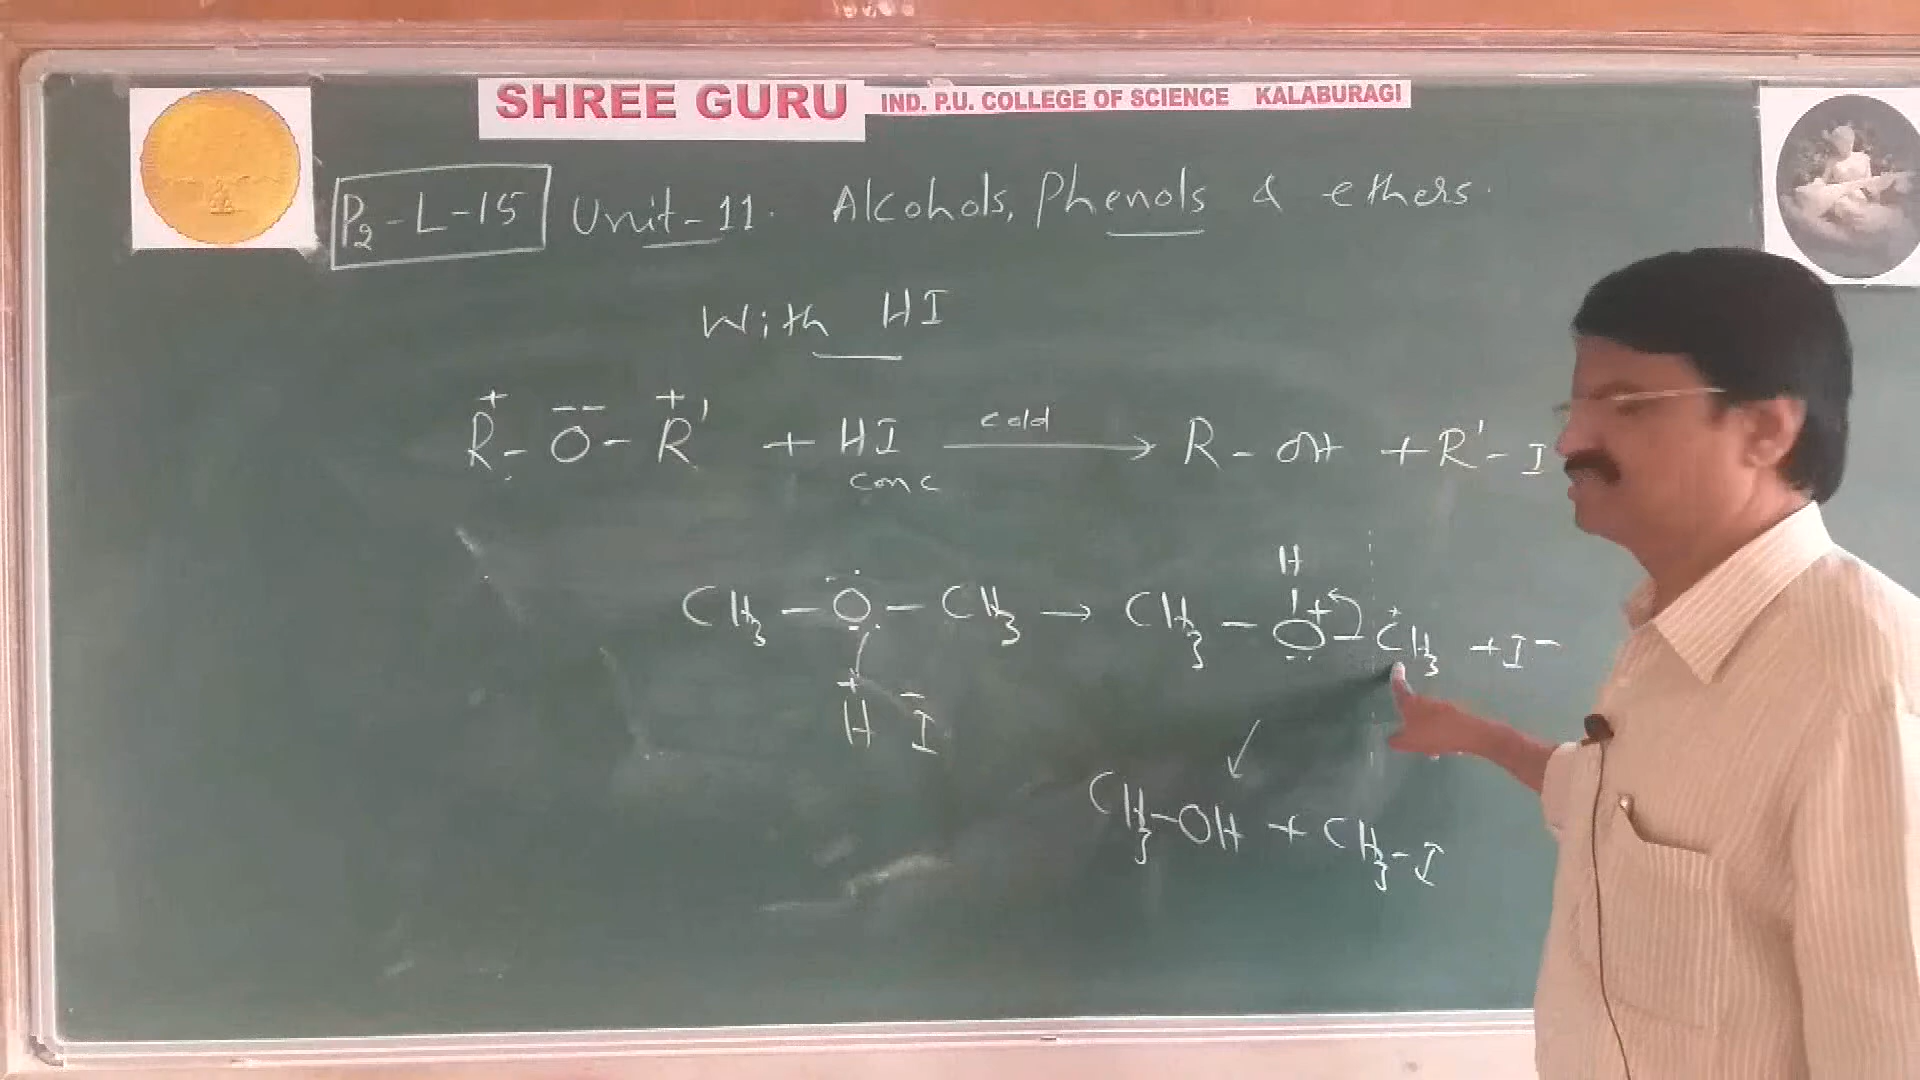 SHREE GURU IND. P.U. COLLEGE OF SCIENCE KALABURAGI
P₂-L-15 Unit-11. Alcohols, Phenols & ethers.
With HI
R⁺ - O⁻⁻ - R⁺' + HI conc —cold→ R - OH + R' - I
CH₃ - O - CH₃ → CH₃ - O⁺ - CH₃ + I⁻
H
H⁺ I⁻
CH₃-OH + CH₃-I